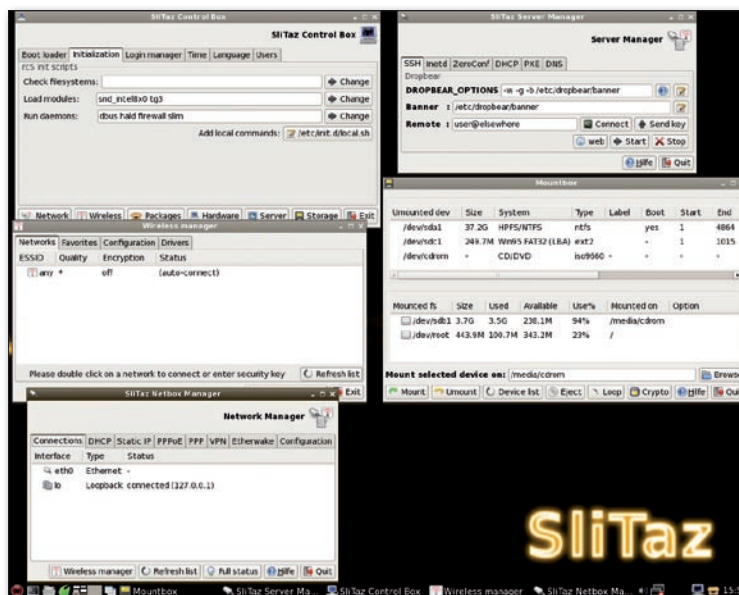 SliTaz Control Box
SliTaz Control Box
Boot loader Initialization Login manager Time Language Users
rcS init scripts
Check filesystems: Change
Load modules: snd_intel8x0 tg3 Change
Run daemons: dbus hald firewall slim Change
Add local commands: /etc/init.d/local.sh
Network Wireless Packages Hardware Server Storage Exit
SliTaz Server Manager
Server Manager
SSH Inetd ZeroConf DHCP PXE DNS
Dropbear
DROPBEAR_OPTIONS -w -g -b /etc/dropbear/banner
Banner : /etc/dropbear/banner
Remote : user@elsewhere Connect Send key
web Start Stop
Hilfe Quit
Mountbox
Umounted dev Size System Type Label Boot Start End
/dev/sda1 37.2G HPFS/NTFS ntfs yes 1 4864
/dev/sdc1 249.7M Win95 FAT32 (LBA) ext2 - - 1 1015
/dev/cdrom - CD/DVD iso9660 - - - -
Mounted fs Size Used Available Use% Mounted on Option
/dev/sdb1 3.7G 3.5G 238.1M 94% /media/cdrom
/dev/root 443.9M 100.7M 343.2M 23% /
Mount selected device on: /media/cdrom Browse
Mount Umount Device list Eject Loop Crypto Hilfe Quit
Wireless manager
Networks Favorites Configuration Drivers
ESSID Quality Encryption Status
any * off (auto-connect)
Please double click on a network to connect or enter security key Refresh list
Exit
SliTaz Netbox Manager
Network Manager
Connections DHCP Static IP PPPoE PPP VPN Etherwake Configuration
Interface Type Status
eth0 Ethernet -
lo Loopback connected (127.0.0.1)
Wireless manager Refresh list Full status Hilfe Quit
SliTaz
Mountbox SliTaz Server Ma... SliTaz Control Box Wireless manager SliTaz Netbox Ma...